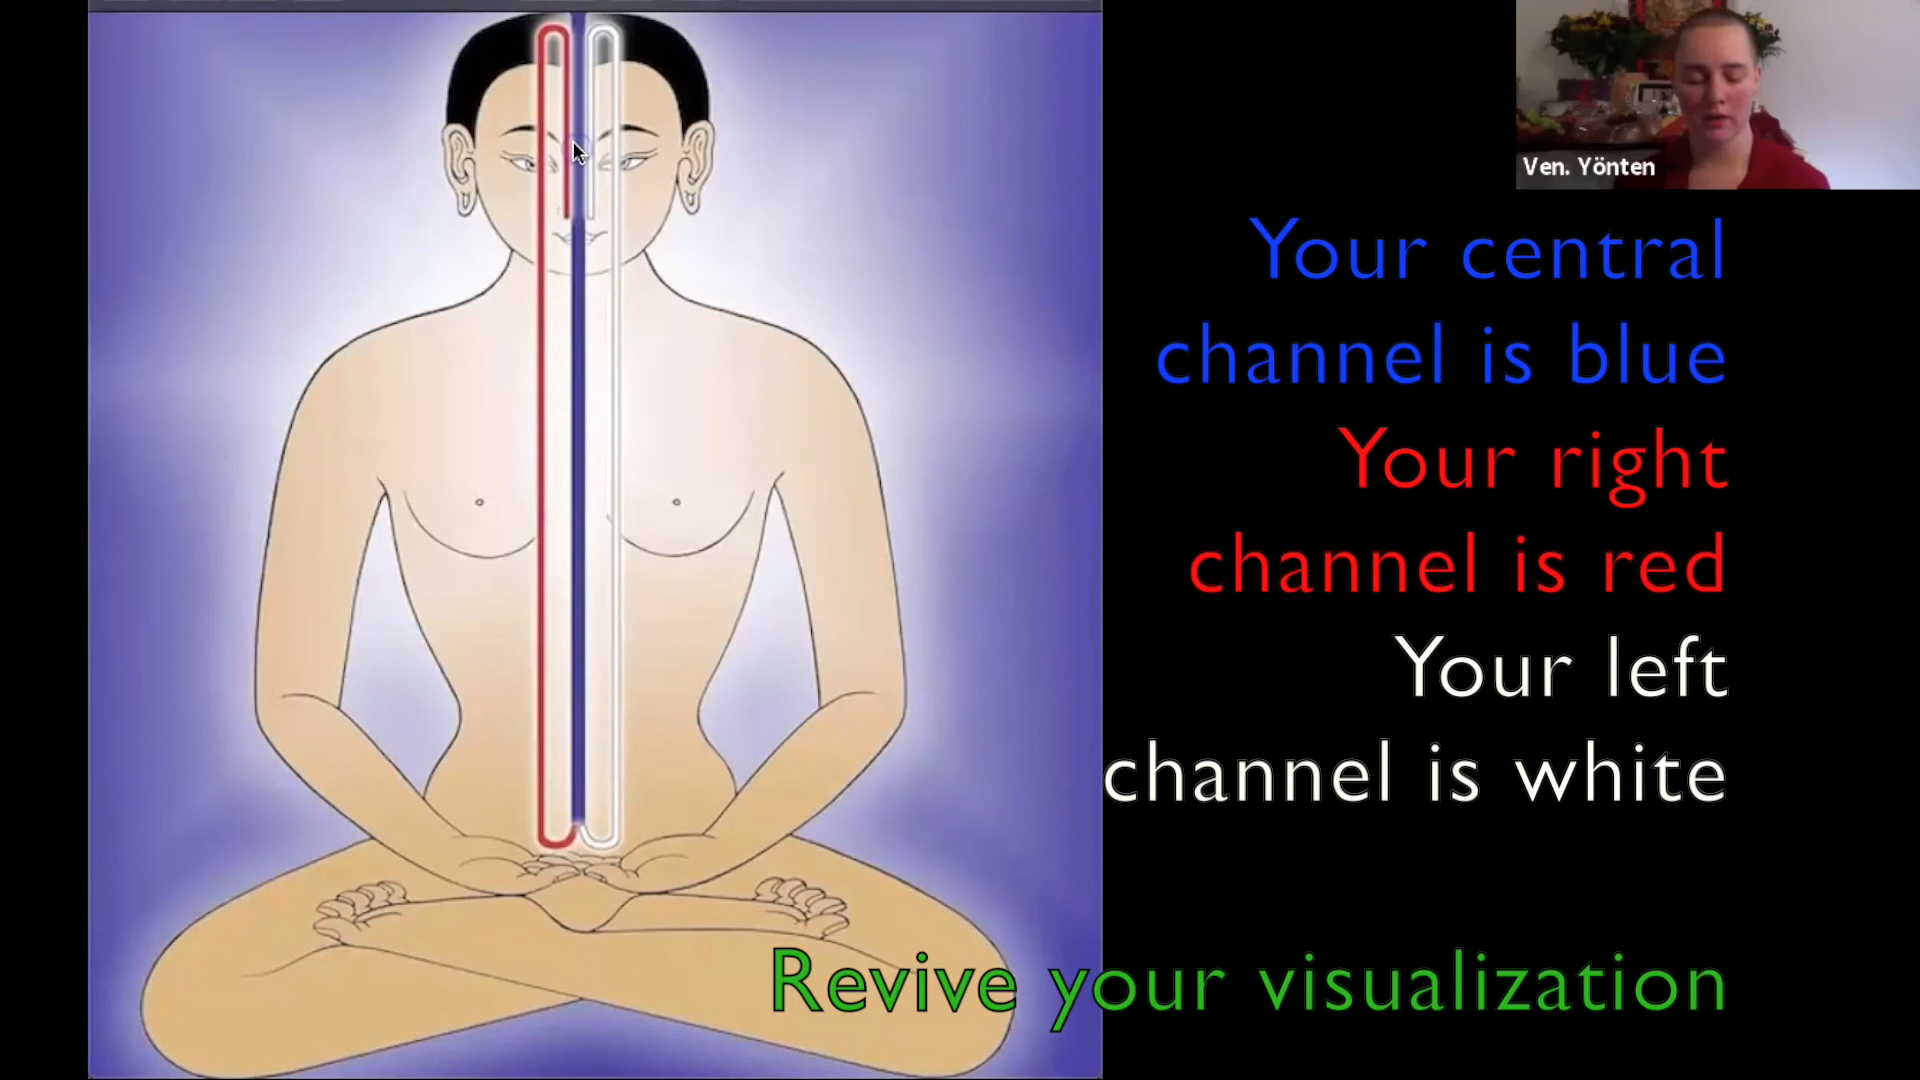 Ven. Yönten
Your central
channel is blue
Your right
channel is red
Your left
channel is white
Revive your visualization